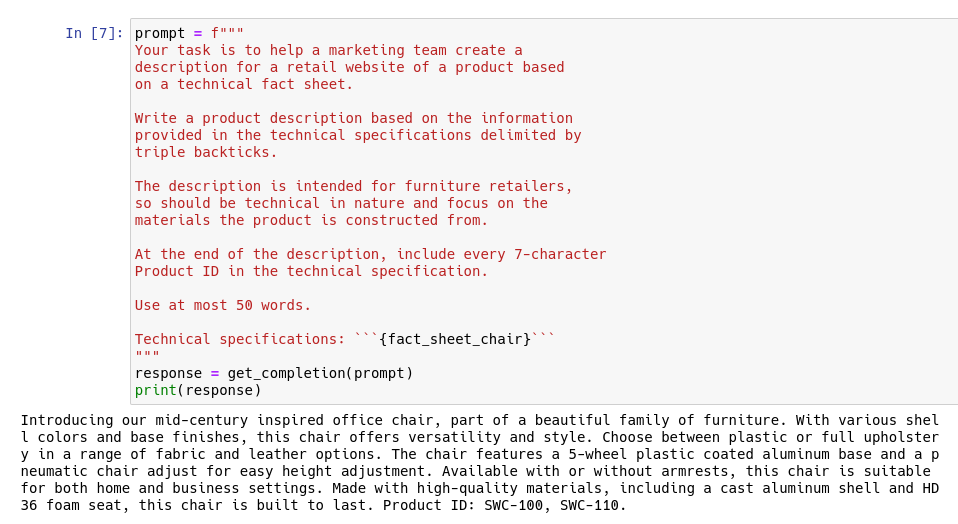 In [7]: prompt = f"""
Your task is to help a marketing team create a
description for a retail website of a product based
on a technical fact sheet.
Write a product description based on the information
provided in the technical specifications delimited by
triple backticks.
The description is intended for furniture retailers,
so should be technical in nature and focus on the
materials the product is constructed from.
At the end of the description, include every 7-character
Product ID in the technical specification.
Use at most 50 words.
Technical specifications: ```{fact_sheet_chair}```
"""
response = get_completion(prompt)
print(response)
Introducing our mid-century inspired office chair, part of a beautiful family of furniture. With various shel
l colors and base finishes, this chair offers versatility and style. Choose between plastic or full upholster
y in a range of fabric and leather options. The chair features a 5-wheel plastic coated aluminum base and a p
neumatic chair adjust for easy height adjustment. Available with or without armrests, this chair is suitable
for both home and business settings. Made with high-quality materials, including a cast aluminum shell and HD
36 foam seat, this chair is built to last. Product ID: SWC-100, SWC-110.